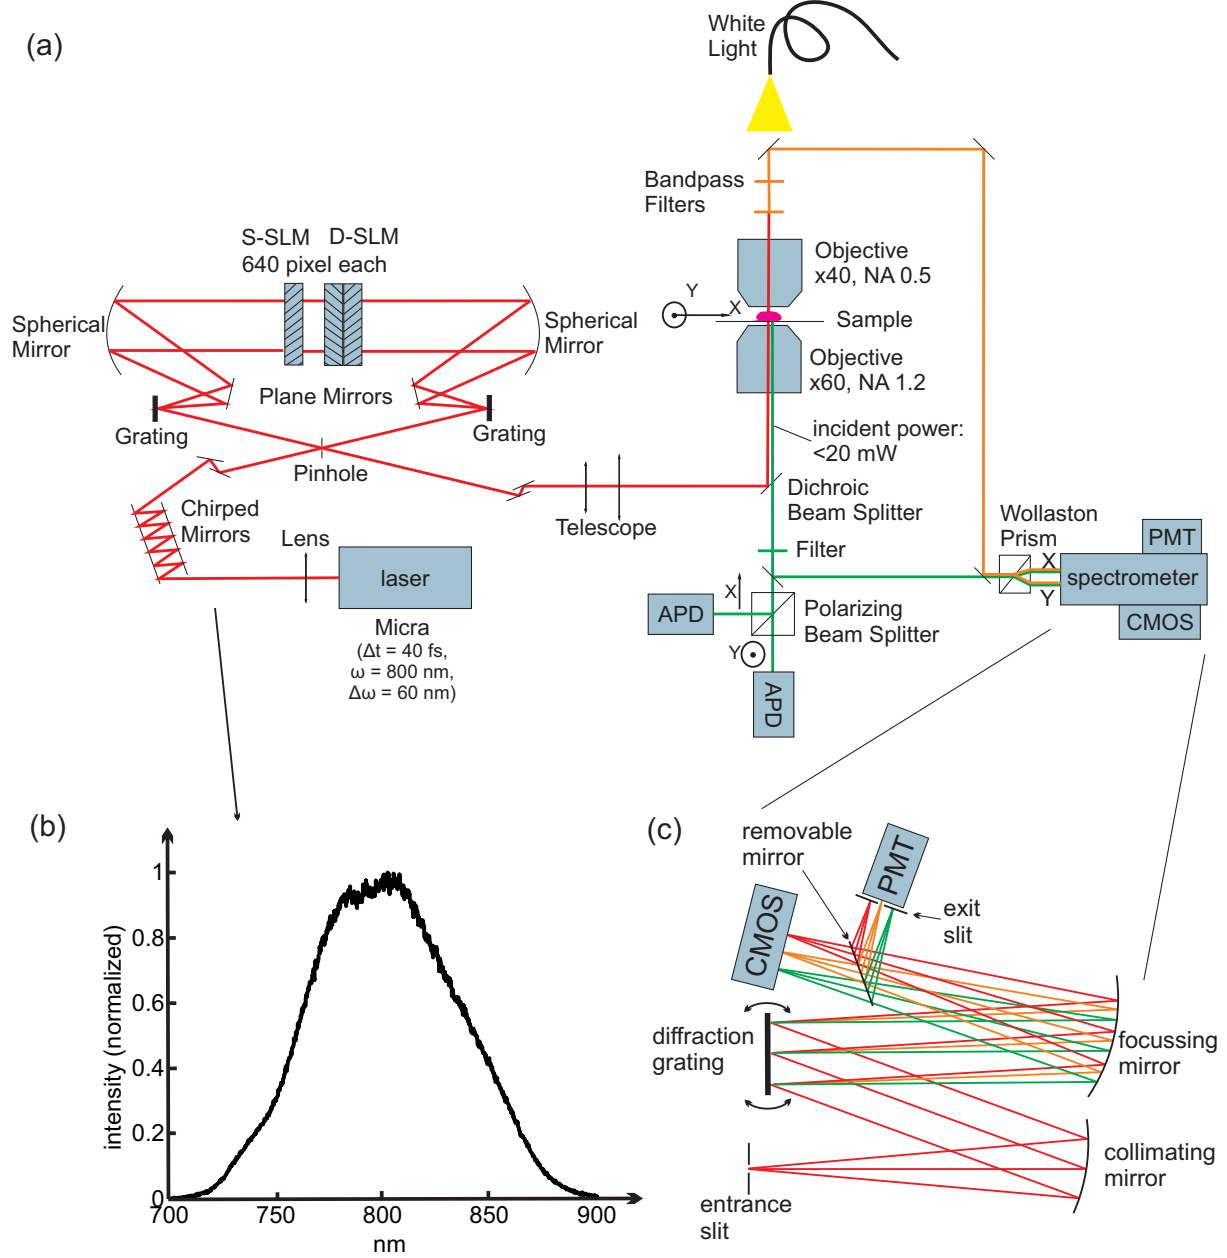 (a)
White
Light
Bandpass
Filters
S-SLM D-SLM
640 pixel each
Objective
x40, NA 0.5
Y
X
Sample
Spherical
Mirror
Spherical
Mirror
Objective
x60, NA 1.2
Plane Mirrors
Grating
Grating
incident power:
<20 mW
Pinhole
Chirped
Mirrors
Telescope
Dichroic
Beam Splitter
Lens
laser
Filter
Wollaston
Prism
PMT
X
Y
spectrometer
CMOS
APD
X
Polarizing
Beam Splitter
Y
APD
Micra
(Δt = 40 fs,
ω = 800 nm,
Δω = 60 nm)
(b)
intensity (normalized)
1
0.8
0.6
0.4
0.2
0
700 750 800 850 900
nm
(c)
removable
mirror
PMT
CMOS
exit
slit
diffraction
grating
focussing
mirror
collimating
mirror
entrance
slit